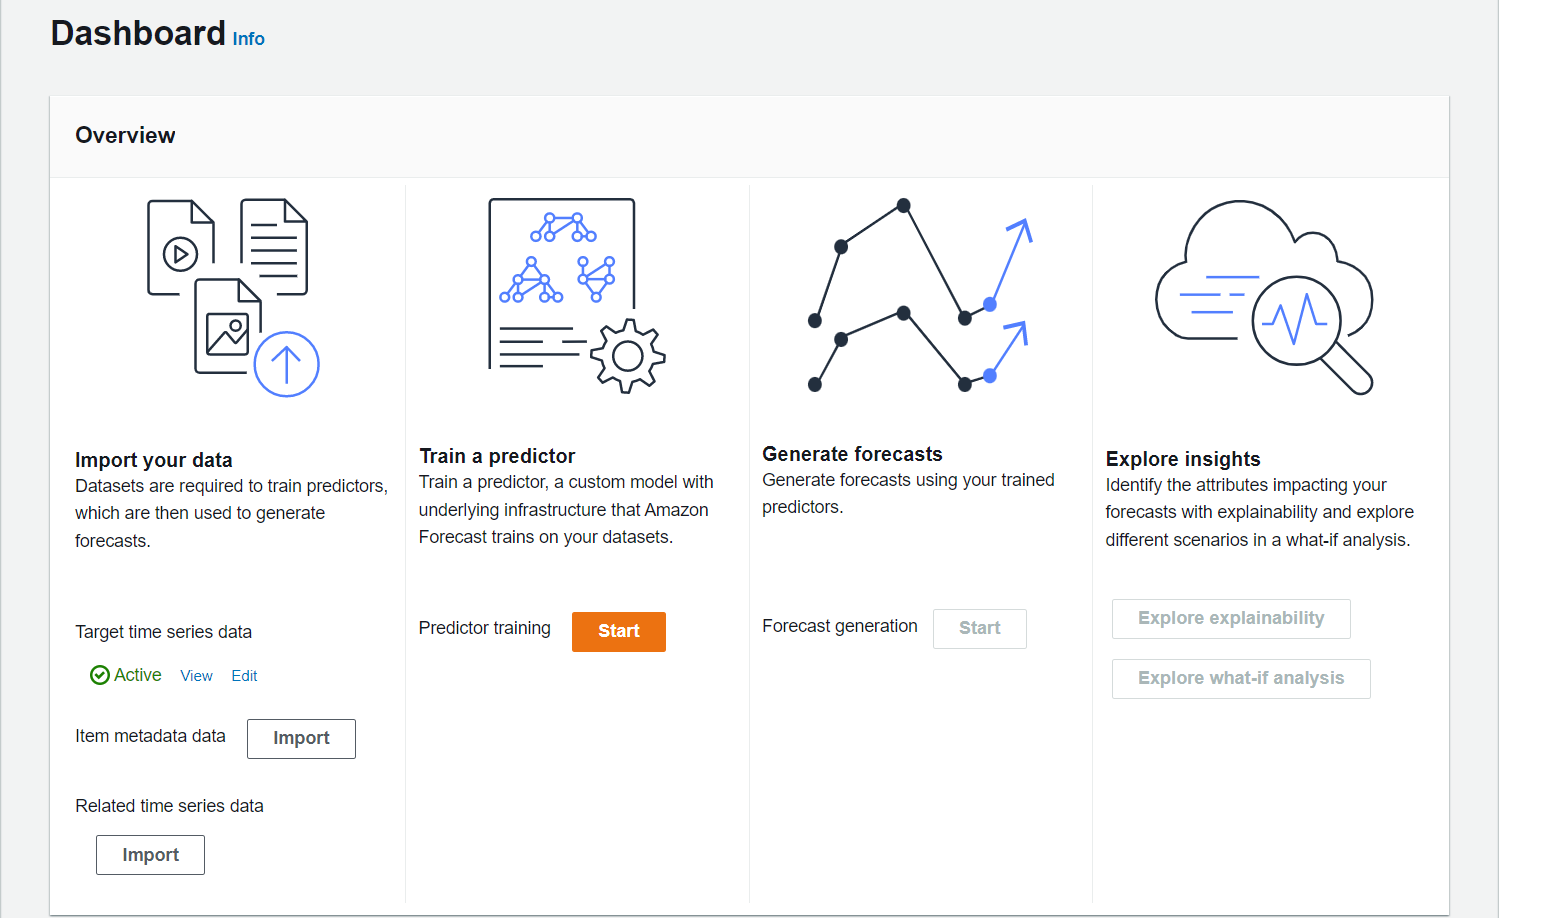 Dashboard Info
Overview
Import your data
Datasets are required to train predictors,
which are then used to generate
forecasts.
Target time series data
Active View Edit
Item metadata data Import
Related time series data
Import
Train a predictor
Train a predictor, a custom model with
underlying infrastructure that Amazon
Forecast trains on your datasets.
Predictor training Start
Generate forecasts
Generate forecasts using your trained
predictors.
Forecast generation Start
Explore insights
Identify the attributes impacting your
forecasts with explainability and explore
different scenarios in a what-if analysis.
Explore explainability
Explore what-if analysis